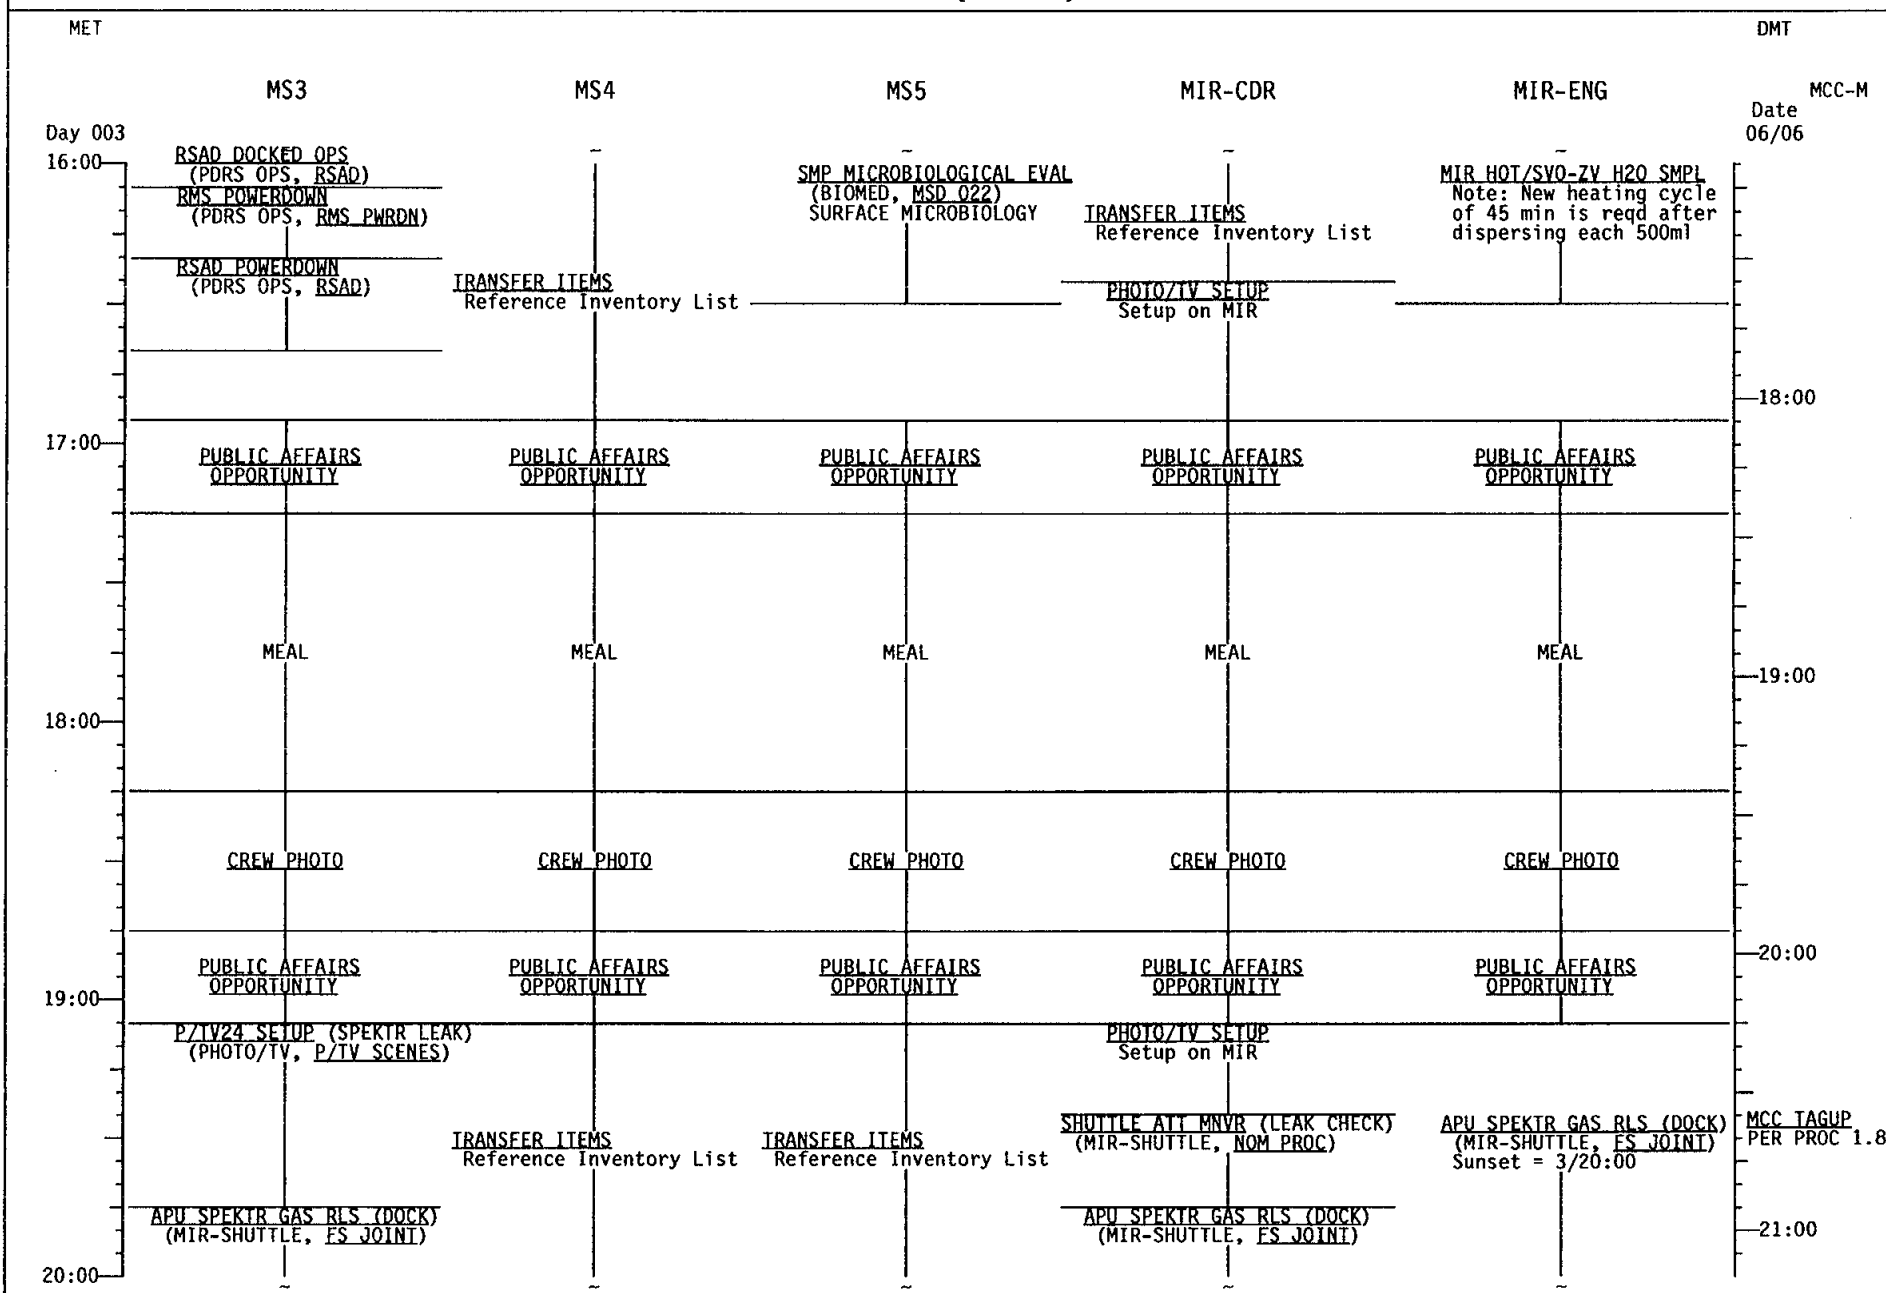 MET
DMT
MS3 MS4 MS5 MIR-CDR MIR-ENG MCC-M
Date
Day 003 06/06
16:00
RSAD DOCKED OPS
(PDRS OPS, RSAD)
RMS POWERDOWN
(PDRS OPS, RMS PWRDN)
RSAD POWERDOWN
(PDRS OPS, RSAD)
TRANSFER ITEMS
Reference Inventory List
SMP MICROBIOLOGICAL EVAL
(BIOMED, MSD 022)
SURFACE MICROBIOLOGY
TRANSFER ITEMS
Reference Inventory List
PHOTO/TV SETUP
Setup on MIR
MIR HOT/SVO-ZV H2O SMPL
Note: New heating cycle
of 45 min is reqd after
dispersing each 500ml
18:00
17:00
PUBLIC AFFAIRS PUBLIC AFFAIRS PUBLIC AFFAIRS PUBLIC AFFAIRS PUBLIC AFFAIRS
OPPORTUNITY OPPORTUNITY OPPORTUNITY OPPORTUNITY OPPORTUNITY
MEAL MEAL MEAL MEAL MEAL
19:00
18:00
CREW PHOTO CREW PHOTO CREW PHOTO CREW PHOTO CREW PHOTO
20:00
PUBLIC AFFAIRS PUBLIC AFFAIRS PUBLIC AFFAIRS PUBLIC AFFAIRS PUBLIC AFFAIRS
OPPORTUNITY OPPORTUNITY OPPORTUNITY OPPORTUNITY OPPORTUNITY
19:00
P/TV24 SETUP (SPEKTR LEAK)
(PHOTO/TV, P/TV SCENES)
APU SPEKTR GAS RLS (DOCK)
(MIR-SHUTTLE, FS JOINT)
TRANSFER ITEMS
Reference Inventory List
TRANSFER ITEMS
Reference Inventory List
PHOTO/TV SETUP
Setup on MIR
SHUTTLE ATT MNVR (LEAK CHECK)
(MIR-SHUTTLE, NOM PROC)
APU SPEKTR GAS RLS (DOCK)
(MIR-SHUTTLE, FS JOINT)
APU SPEKTR GAS RLS (DOCK)
(MIR-SHUTTLE, FS JOINT)
Sunset = 3/20:00
MCC TAGUP
PER PROC 1.8
21:00
20:00